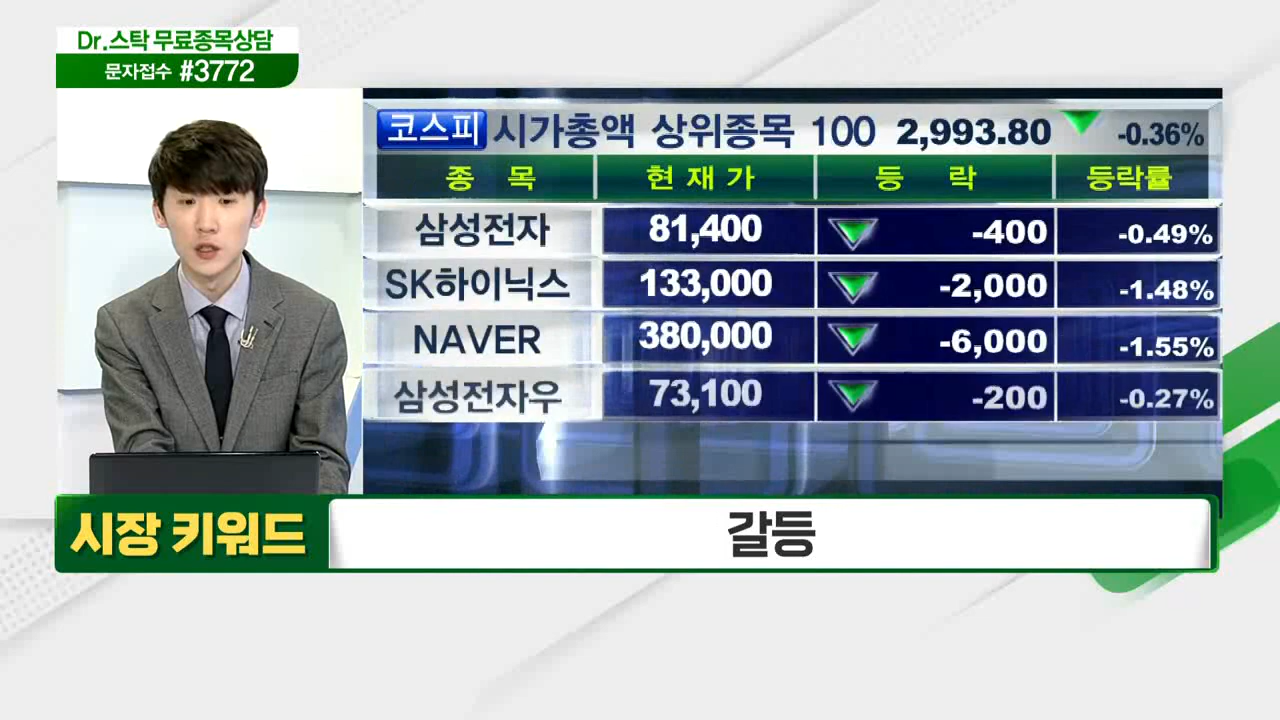 Dr.스탁 무료종목상담
문자접수 #3772
코스피 시가총액 상위종목 100 2,993.80 -0.36%
종 목 현 재 가 등 락 등락률
삼성전자 81,400 -400 -0.49%
SK하이닉스 133,000 -2,000 -1.48%
NAVER 380,000 -6,000 -1.55%
삼성전자우 73,100 -200 -0.27%
시장 키워드 갈등